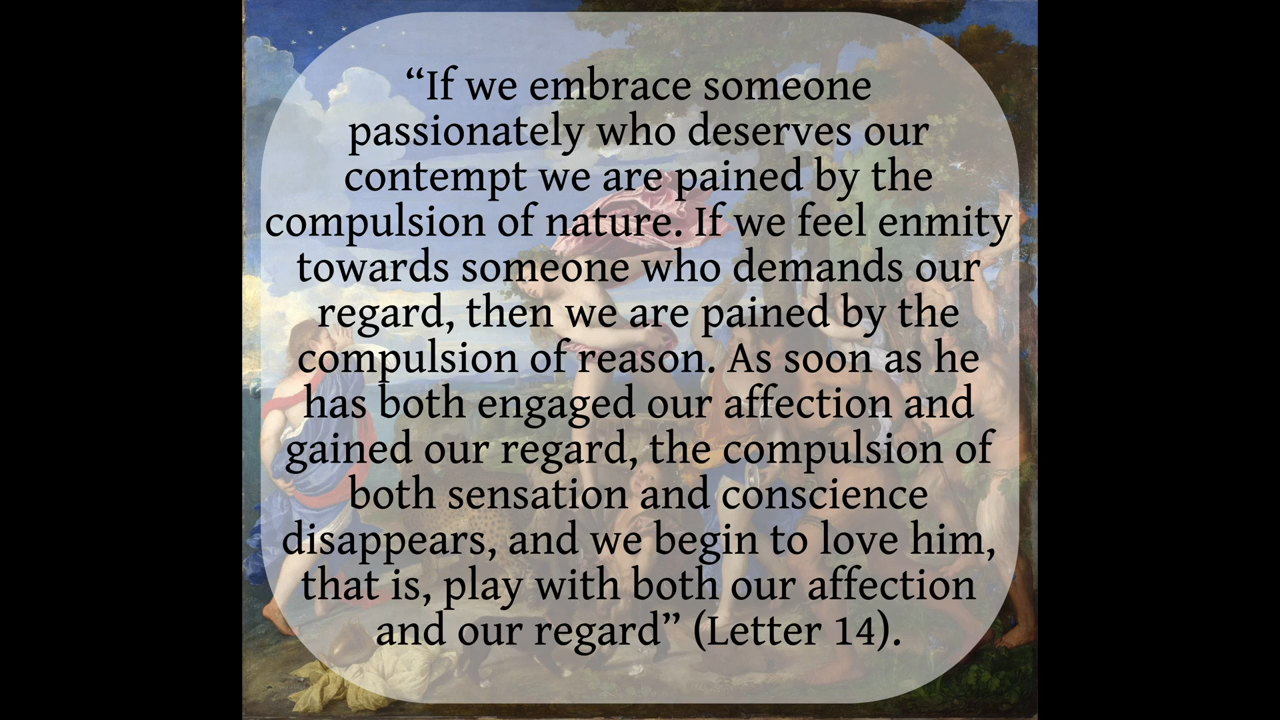 “If we embrace someone
passionately who deserves our
contempt we are pained by the
compulsion of nature. If we feel enmity
towards someone who demands our
regard, then we are pained by the
compulsion of reason. As soon as he
has both engaged our affection and
gained our regard, the compulsion of
both sensation and conscience
disappears, and we begin to love him,
that is, play with both our affection
and our regard” (Letter 14).